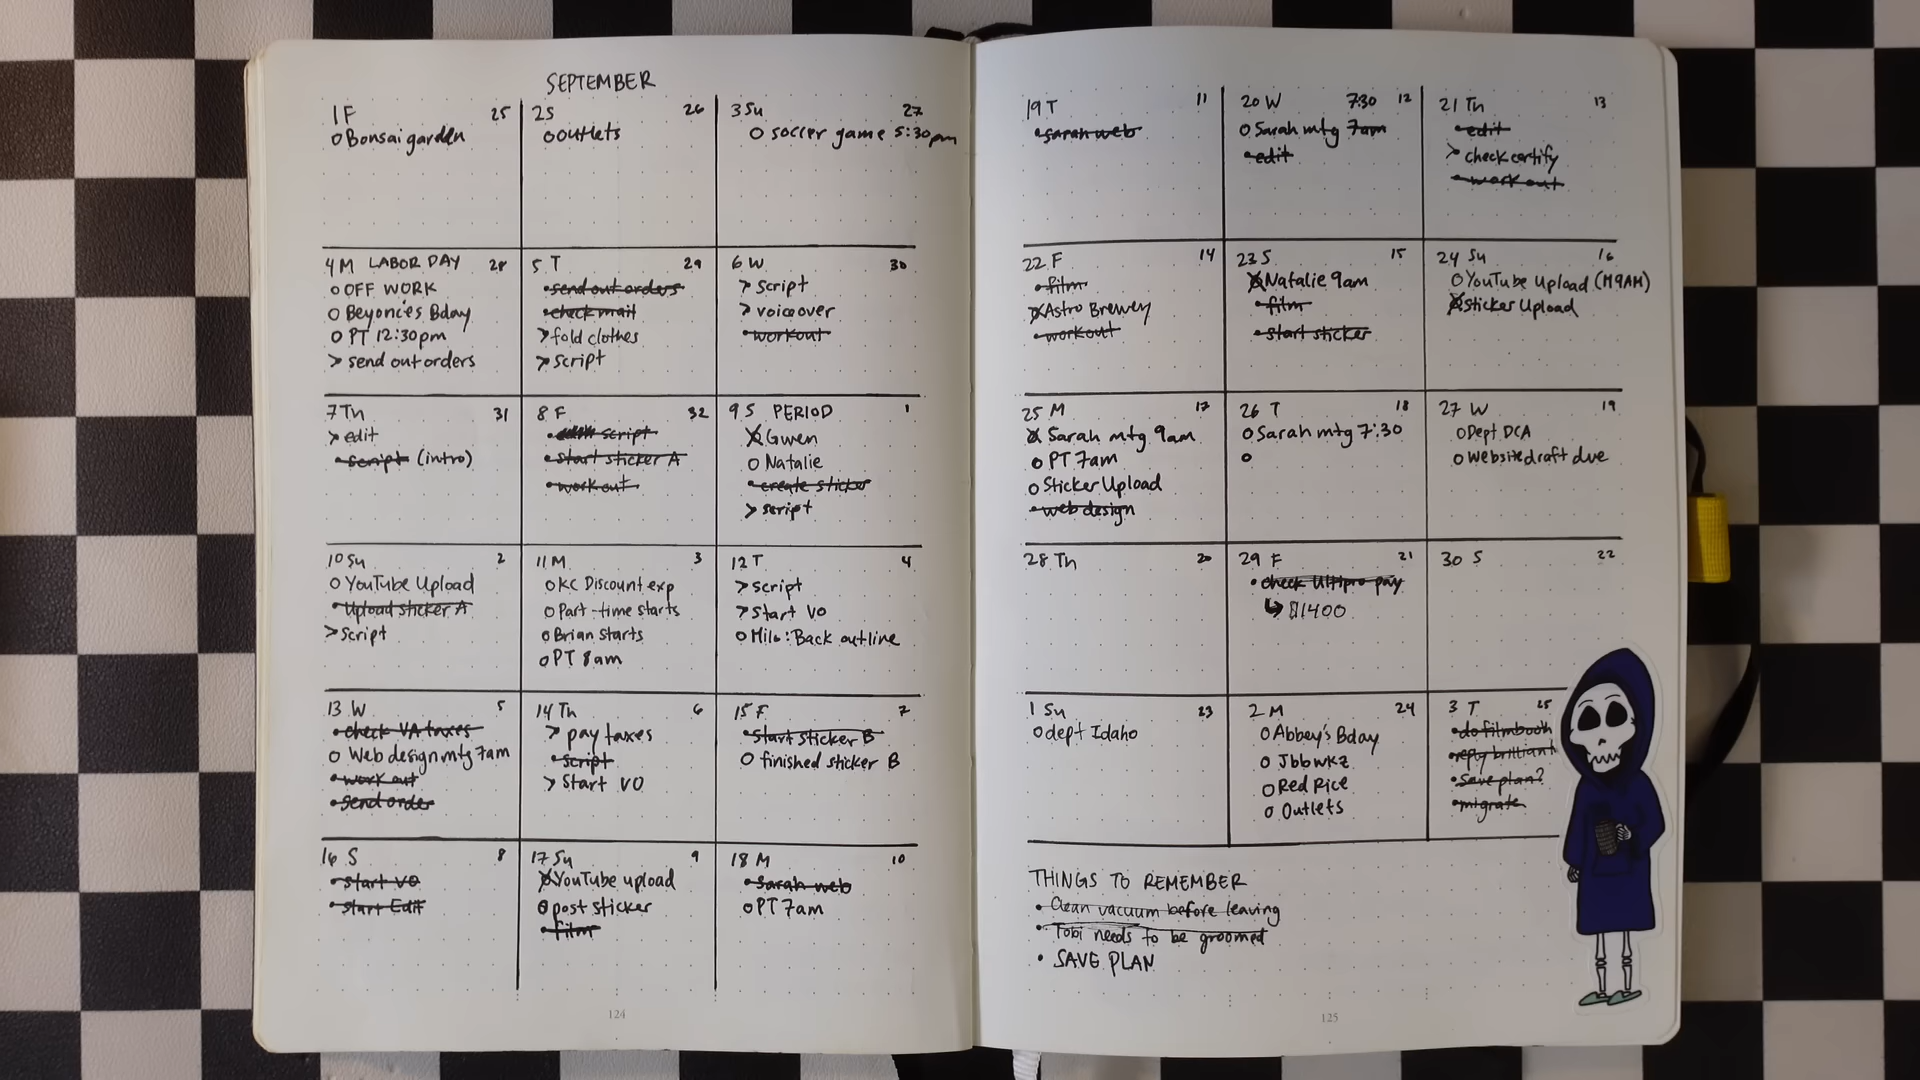 SEPTEMBER
1 F 25
Bonsai garden
2 S 26
outlets
3 Su 27
soccer game 5:30pm
4 M LABOR DAY 28
OFF WORK
Beyoncé's Bday
PT 12:30pm
> send out orders
5 T 29
send out orders
check mail
> fold clothes
> script
6 W 30
> script
> voiceover
workout
7 Th 31
> edit
script (intro)
8 F 32
script
start sticker A
work out
9 S PERIOD 1
Gwen
Natalie
create sticker
> script
10 Su 2
YouTube Upload
Upload sticker A
> script
11 M 3
KC Discount exp
Part-time starts
Brian starts
PT 8am
12 T 4
> script
> Start VO
Milo: Back outline
13 W 5
check VA taxes
Web design mtg 7am
work out
send order
14 Th 6
> pay taxes
script
> Start VO
15 F 7
start sticker B
finished sticker B
16 S 8
start VO
start Edit
17 Su 9
YouTube upload
post sticker
film
18 M 10
Sarah web
PT 7am
124
19 T 11
sarah web
20 W 7:30 12
Sarah mtg 7am
edit
21 Th 13
edit
> check certify
work out
22 F 14
film
Astro Brewey
workout
23 S 15
Natalie 9am
film
start sticker
24 Su 16
YouTube Upload (M9AM)
Sticker Upload
25 M 17
Sarah mtg 9am
PT 7am
Sticker Upload
web design
26 T 18
Sarah mtg 7:30
27 W 19
Dept DCA
Website draft due
28 Th 20
29 F 21
check Ultipro pay
$1400
30 S 22
1 Su 23
dept Idaho
2 M 24
Abbey's Bday
Jbbwkz
Red Rice
Outlets
3 T 25
do filmbook
reply brilliant
Save plan?
migrate
THINGS TO REMEMBER
• Clean vacuum before leaving
• Tobi needs to be groomed
• SAVE PLAN
125